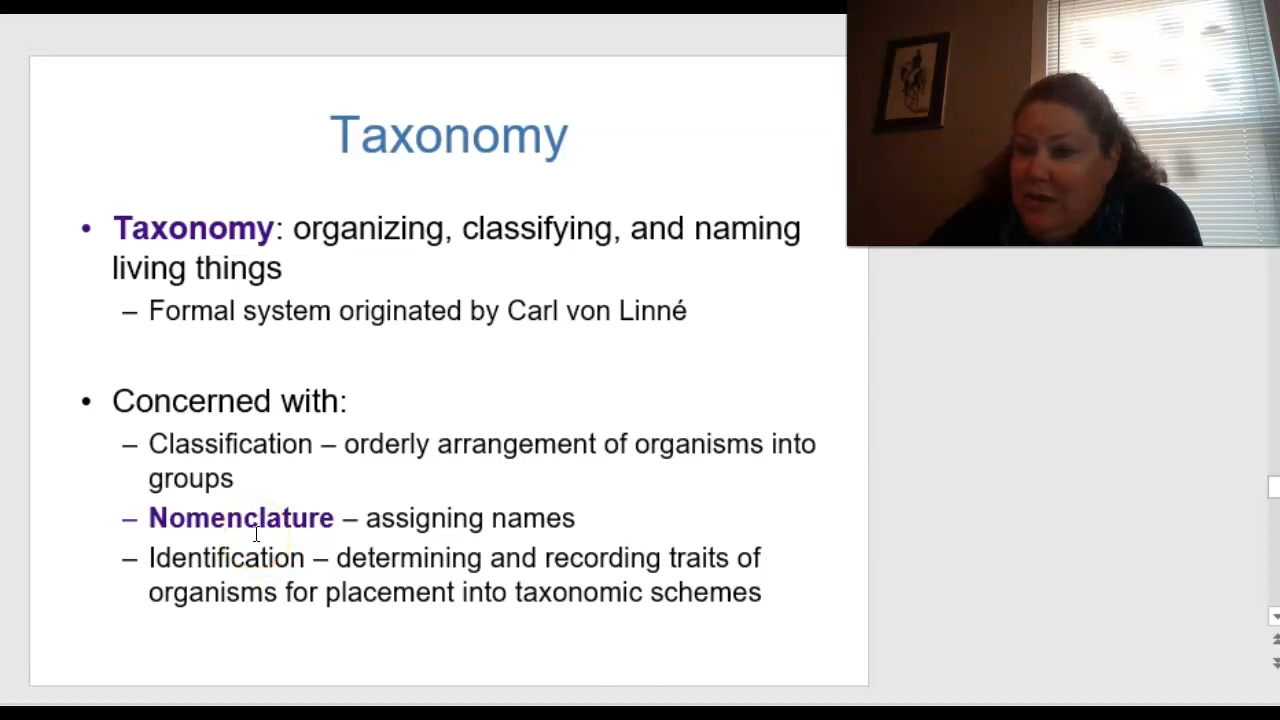 Taxonomy
• Taxonomy: organizing, classifying, and naming
living things
– Formal system originated by Carl von Linné
• Concerned with:
– Classification – orderly arrangement of organisms into
groups
– Nomenclature – assigning names
– Identification – determining and recording traits of
organisms for placement into taxonomic schemes